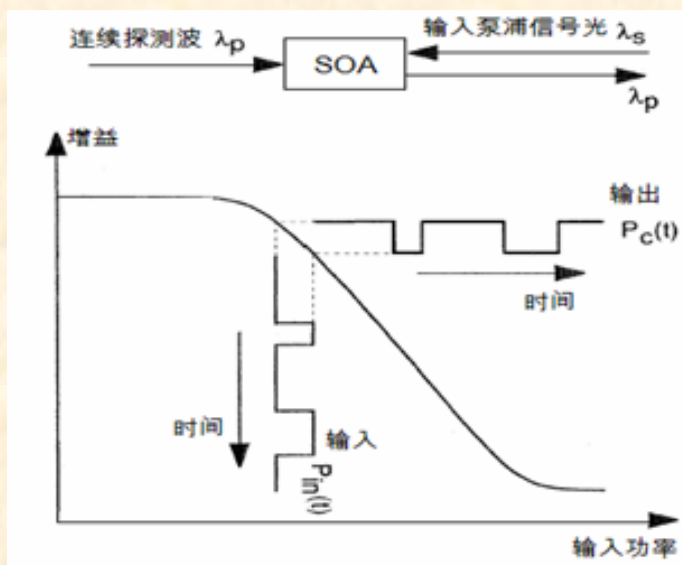 连续探测波 λp
SOA
输入泵浦信号光 λs
λp
增益
输出
Pc(t)
时间
时间
输入
Pin(t)
输入功率